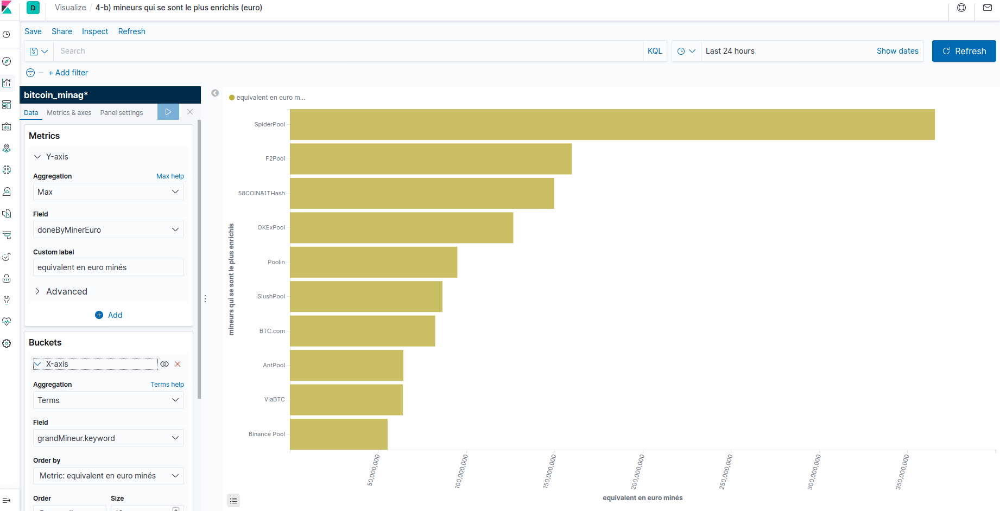 D
Visualize / 4-b) mineurs qui se sont le plus enrichis (euro)
Save Share Inspect Refresh
Search
KQL
Last 24 hours
Show dates
Refresh
+ Add filter
bitcoin_minag*
Data Metrics & axes Panel settings
Metrics
Y-axis
Aggregation
Max help
Max
Field
doneByMinerEuro
Custom label
equivalent en euro minés
Advanced
Add
Buckets
X-axis
Aggregation
Terms help
Terms
Field
grandMineur.keyword
Order by
Metric: equivalent en euro minés
Order
Size
equivalent en euro m...
SpiderPool
F2Pool
58COIN&1THash
OKExPool
Poolin
SlushPool
BTC.com
AntPool
ViaBTC
Binance Pool
mineurs qui se sont le plus enrichis
50,000,000
100,000,000
150,000,000
200,000,000
250,000,000
300,000,000
350,000,000
equivalent en euro minés